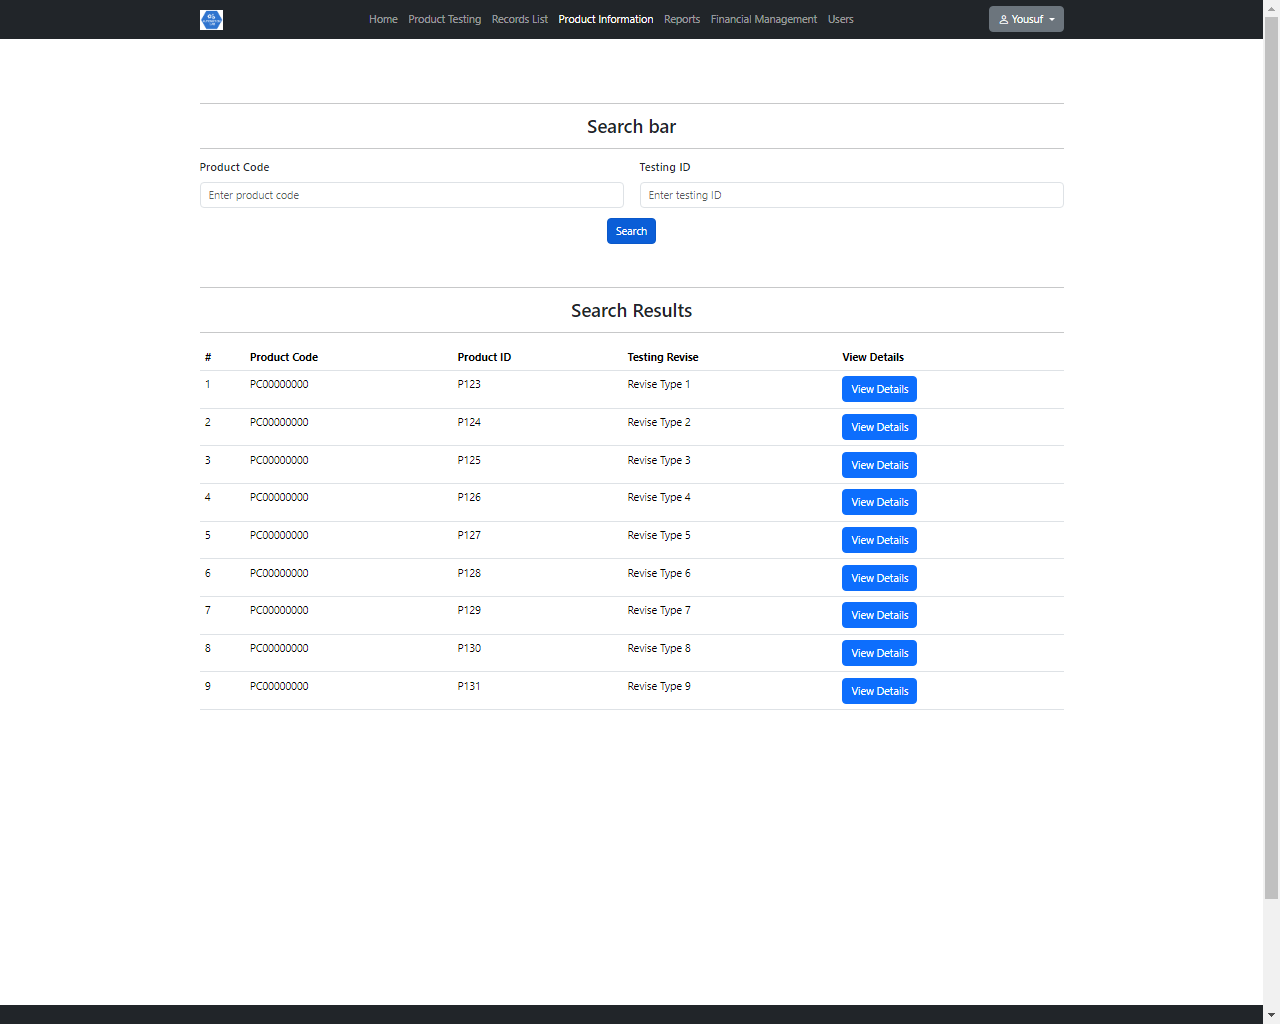 Home Product Testing Records List Product Information Reports Financial Management Users Yousuf
Search bar
Product Code Testing ID
Enter product code Enter testing ID
Search
Search Results
# Product Code Product ID Testing Revise View Details
1 PC00000000 P123 Revise Type 1 View Details
2 PC00000000 P124 Revise Type 2 View Details
3 PC00000000 P125 Revise Type 3 View Details
4 PC00000000 P126 Revise Type 4 View Details
5 PC00000000 P127 Revise Type 5 View Details
6 PC00000000 P128 Revise Type 6 View Details
7 PC00000000 P129 Revise Type 7 View Details
8 PC00000000 P130 Revise Type 8 View Details
9 PC00000000 P131 Revise Type 9 View Details